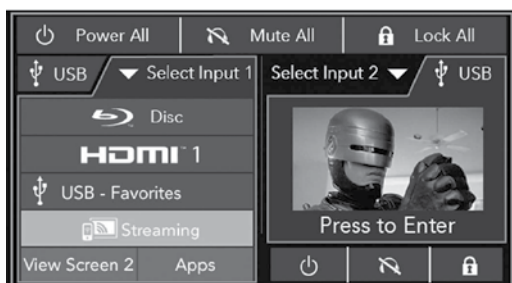 Power All Mute All Lock All
USB Select Input 1 Select Input 2 USB
Disc
HDMI 1
USB - Favorites
Streaming
Press to Enter
View Screen 2 Apps